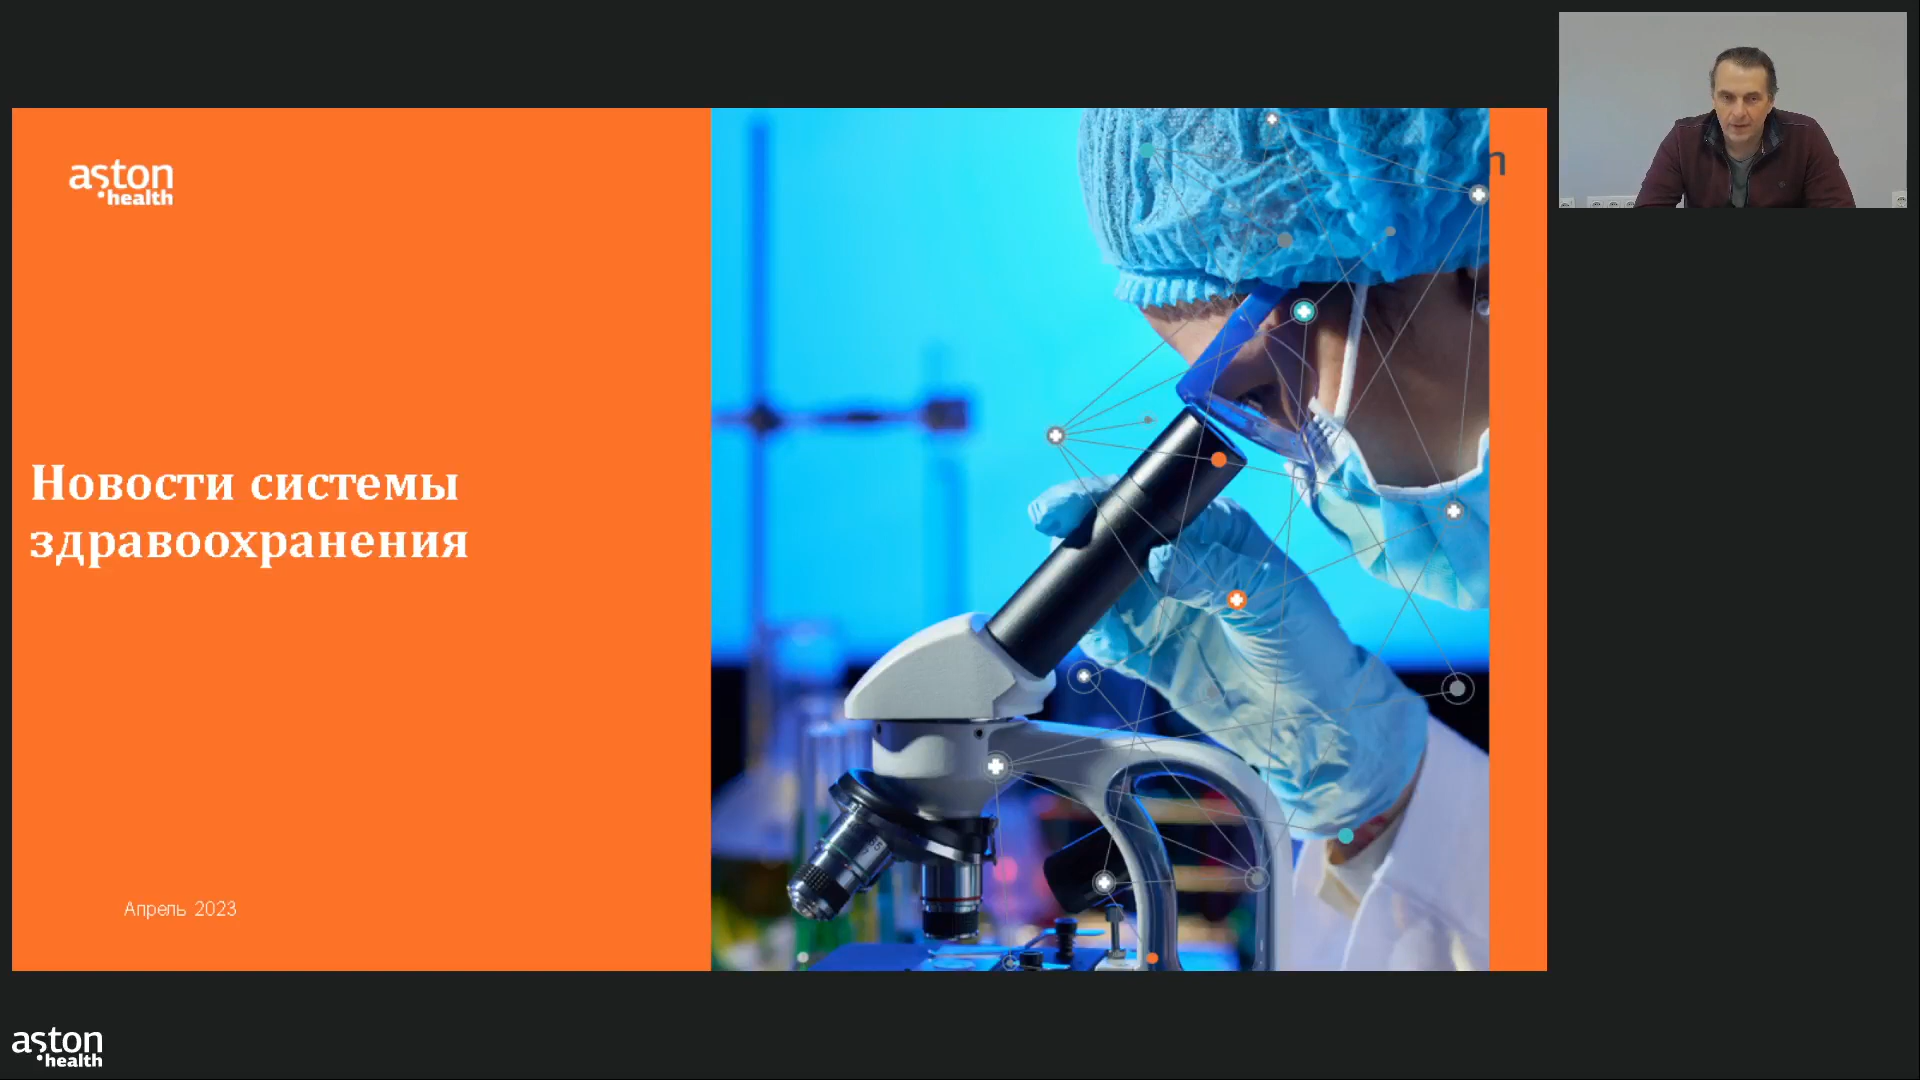 aston
health
Новости системы
здравоохранения
Апрель 2023
n
aston
health